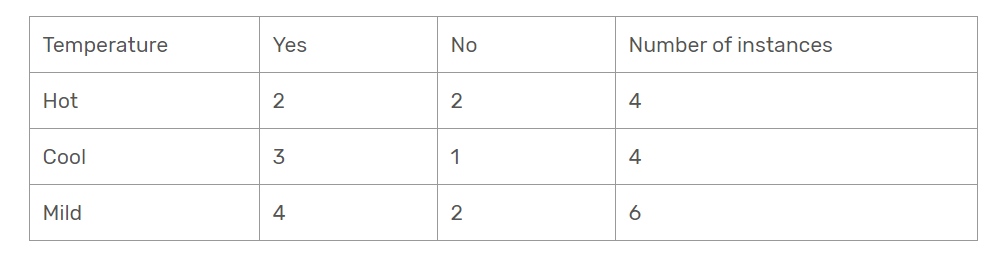 Temperature Yes No Number of instances
Hot 2 2 4
Cool 3 1 4
Mild 4 2 6